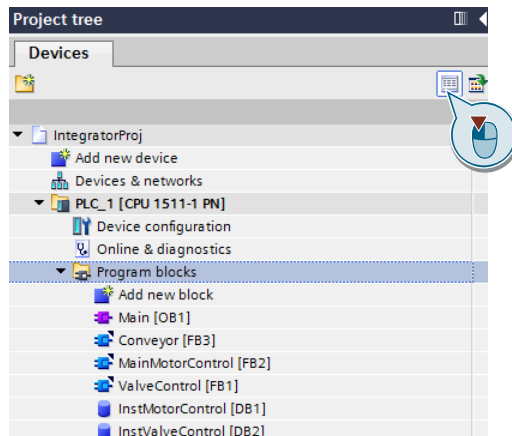 Project tree
Devices
IntegratorProj
Add new device
Devices & networks
PLC_1 [CPU 1511-1 PN]
Device configuration
Online & diagnostics
Program blocks
Add new block
Main [OB1]
Conveyor [FB3]
MainMotorControl [FB2]
ValveControl [FB1]
InstMotorControl [DB1]
InstValveControl [DB2]